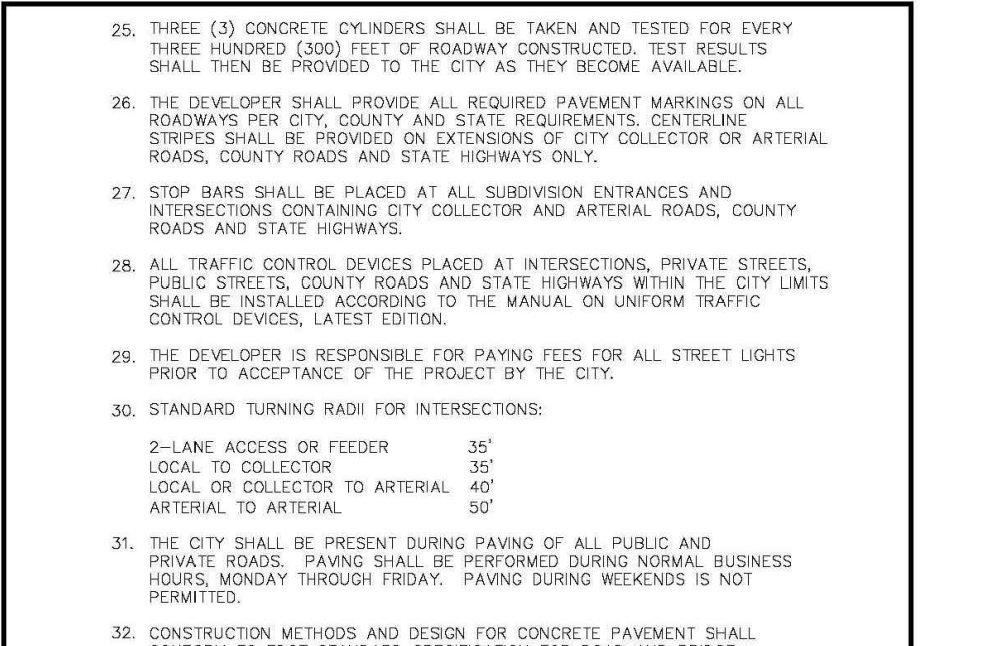 25. THREE (3) CONCRETE CYLINDERS SHALL BE TAKEN AND TESTED FOR EVERY
THREE HUNDRED (300) FEET OF ROADWAY CONSTRUCTED. TEST RESULTS
SHALL THEN BE PROVIDED TO THE CITY AS THEY BECOME AVAILABLE.
26. THE DEVELOPER SHALL PROVIDE ALL REQUIRED PAVEMENT MARKINGS ON ALL
ROADWAYS PER CITY, COUNTY AND STATE REQUIREMENTS. CENTERLINE
STRIPES SHALL BE PROVIDED ON EXTENSIONS OF CITY COLLECTOR OR ARTERIAL
ROADS, COUNTY ROADS AND STATE HIGHWAYS ONLY.
27. STOP BARS SHALL BE PLACED AT ALL SUBDIVISION ENTRANCES AND
INTERSECTIONS CONTAINING CITY COLLECTOR AND ARTERIAL ROADS, COUNTY
ROADS AND STATE HIGHWAYS.
28. ALL TRAFFIC CONTROL DEVICES PLACED AT INTERSECTIONS, PRIVATE STREETS,
PUBLIC STREETS, COUNTY ROADS AND STATE HIGHWAYS WITHIN THE CITY LIMITS
SHALL BE INSTALLED ACCORDING TO THE MANUAL ON UNIFORM TRAFFIC
CONTROL DEVICES, LATEST EDITION.
29. THE DEVELOPER IS RESPONSIBLE FOR PAYING FEES FOR ALL STREET LIGHTS
PRIOR TO ACCEPTANCE OF THE PROJECT BY THE CITY.
30. STANDARD TURNING RADII FOR INTERSECTIONS:
2-LANE ACCESS OR FEEDER 35'
LOCAL TO COLLECTOR 35'
LOCAL OR COLLECTOR TO ARTERIAL 40'
ARTERIAL TO ARTERIAL 50'
31. THE CITY SHALL BE PRESENT DURING PAVING OF ALL PUBLIC AND
PRIVATE ROADS. PAVING SHALL BE PERFORMED DURING NORMAL BUSINESS
HOURS, MONDAY THROUGH FRIDAY. PAVING DURING WEEKENDS IS NOT
PERMITTED.
32. CONSTRUCTION METHODS AND DESIGN FOR CONCRETE PAVEMENT SHALL